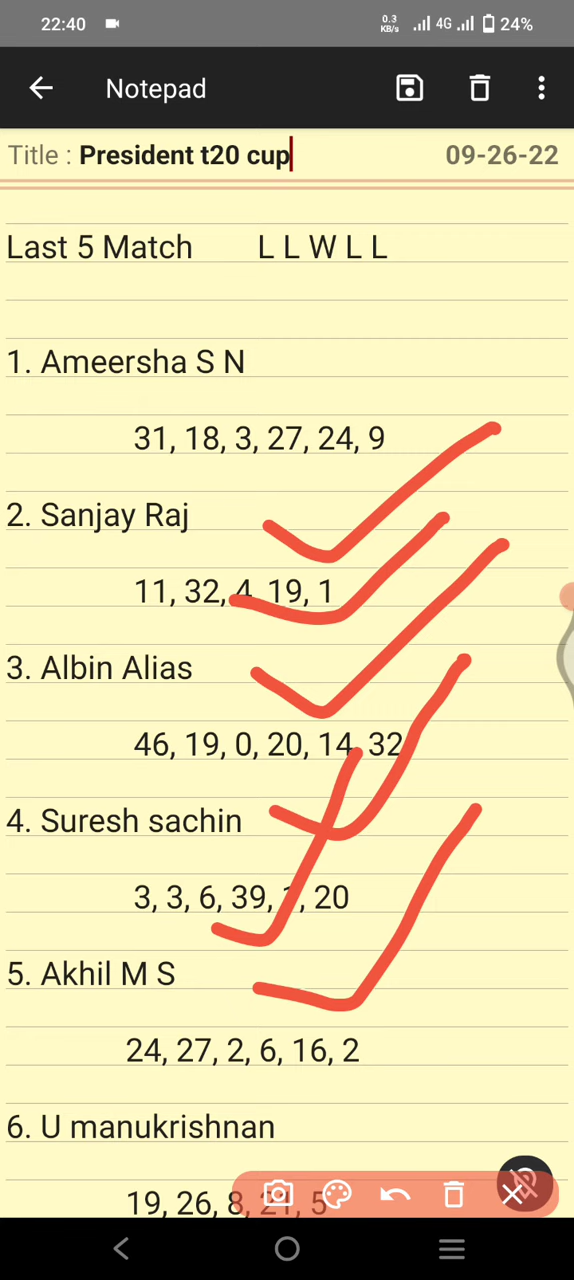 22:40 0.3 KB/s 4G 24%
Notepad
Title : President t20 cup 09-26-22
Last 5 Match L L W L L
1. Ameersha S N
31, 18, 3, 27, 24, 9
2. Sanjay Raj
11, 32, 4, 19, 1
3. Albin Alias
46, 19, 0, 20, 14, 32
4. Suresh sachin
3, 3, 6, 39, 1, 20
5. Akhil M S
24, 27, 2, 6, 16, 2
6. U manukrishnan
19, 26, 8, 21, 5